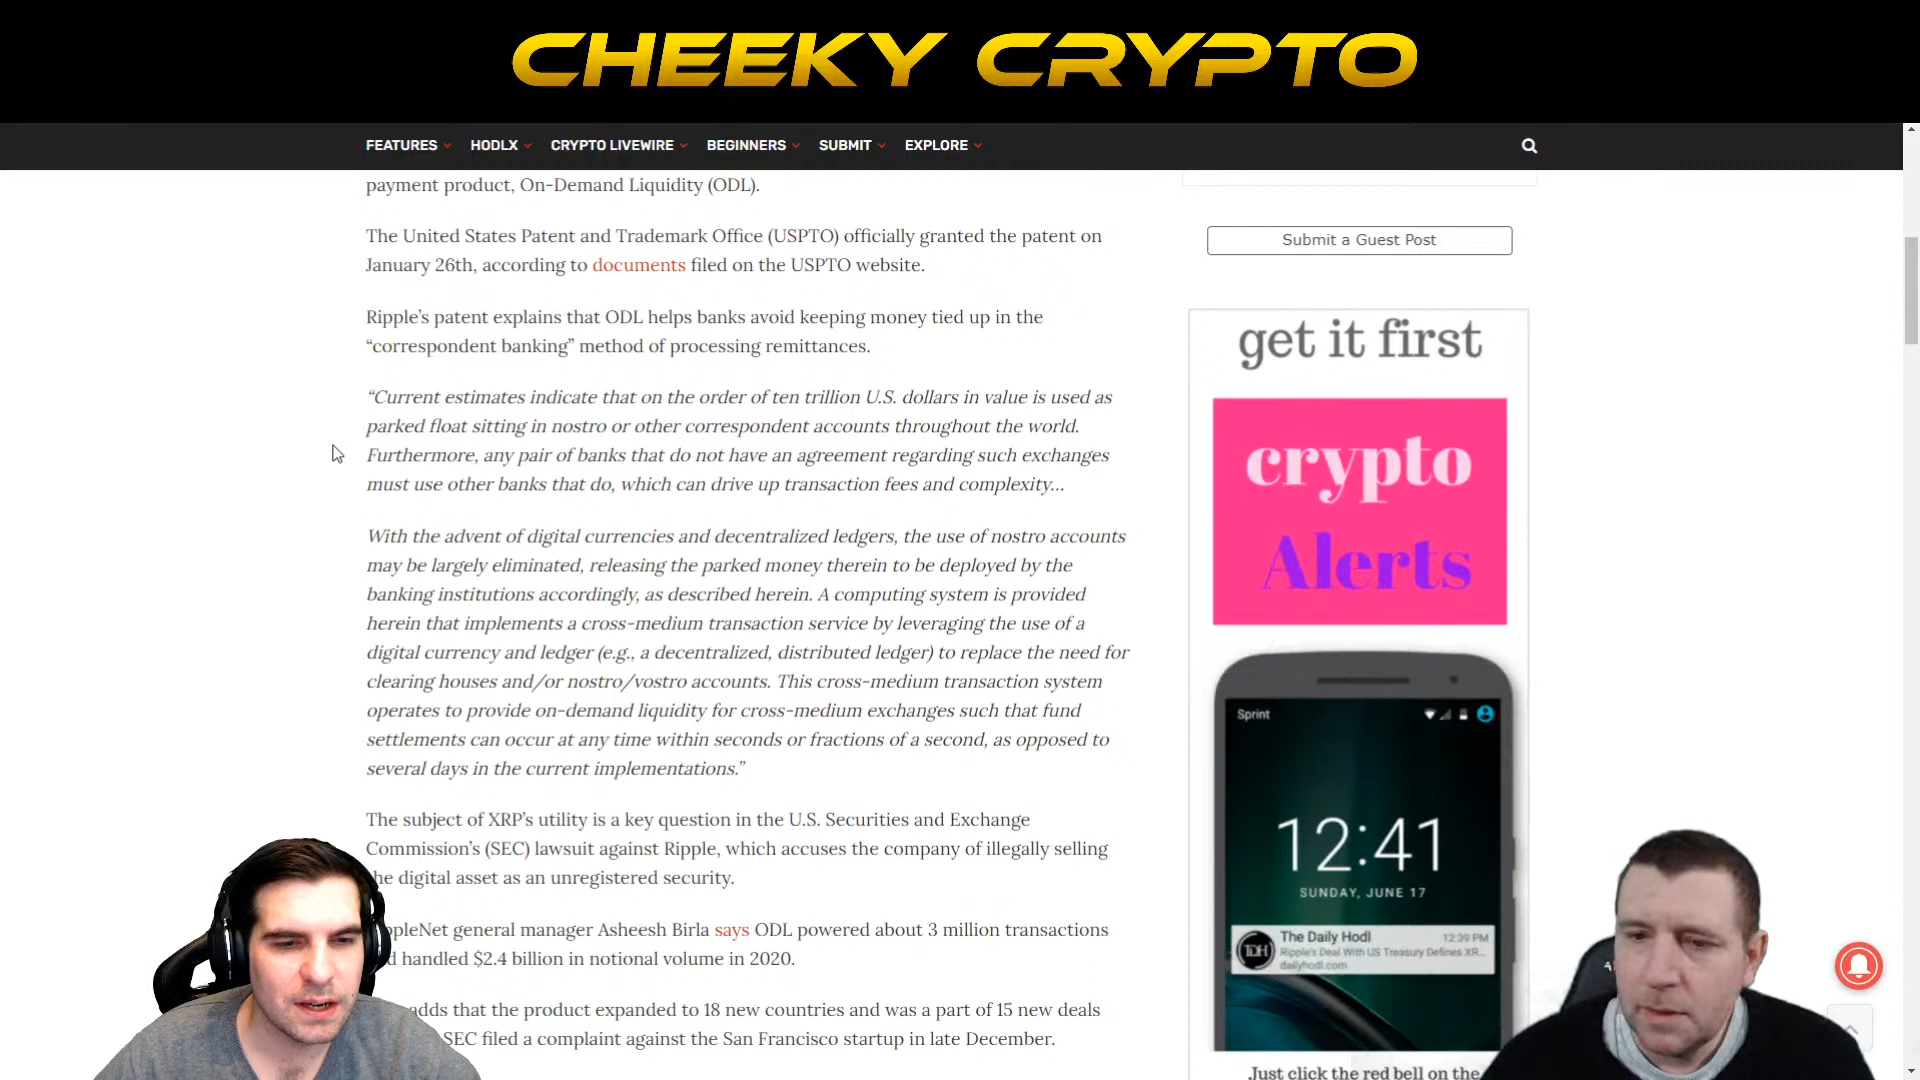 CHEEKY CRYPTO
FEATURES HODLX CRYPTO LIVEWIRE BEGINNERS SUBMIT EXPLORE
payment product, On-Demand Liquidity (ODL).
The United States Patent and Trademark Office (USPTO) officially granted the patent on
January 26th, according to documents filed on the USPTO website.
Ripple’s patent explains that ODL helps banks avoid keeping money tied up in the
“correspondent banking” method of processing remittances.
“Current estimates indicate that on the order of ten trillion U.S. dollars in value is used as
parked float sitting in nostro or other correspondent accounts throughout the world.
Furthermore, any pair of banks that do not have an agreement regarding such exchanges
must use other banks that do, which can drive up transaction fees and complexity…
With the advent of digital currencies and decentralized ledgers, the use of nostro accounts
may be largely eliminated, releasing the parked money therein to be deployed by the
banking institutions accordingly, as described herein. A computing system is provided
herein that implements a cross-medium transaction service by leveraging the use of a
digital currency and ledger (e.g., a decentralized, distributed ledger) to replace the need for
clearing houses and/or nostro/vostro accounts. This cross-medium transaction system
operates to provide on-demand liquidity for cross-medium exchanges such that fund
settlements can occur at any time within seconds or fractions of a second, as opposed to
several days in the current implementations.”
The subject of XRP’s utility is a key question in the U.S. Securities and Exchange
Commission’s (SEC) lawsuit against Ripple, which accuses the company of illegally selling
he digital asset as an unregistered security.
ppleNet general manager Asheesh Birla says ODL powered about 3 million transactions
d handled $2.4 billion in notional volume in 2020.
adds that the product expanded to 18 new countries and was a part of 15 new deals
SEC filed a complaint against the San Francisco startup in late December.
Submit a Guest Post
get it first
crypto
Alerts
Sprint
12:41
SUNDAY, JUNE 17
TDH
The Daily Hodl 12:39 PM
Ripple's Deal With US Treasury Defines XR...
dailyhodl.com
Just click the red bell on the